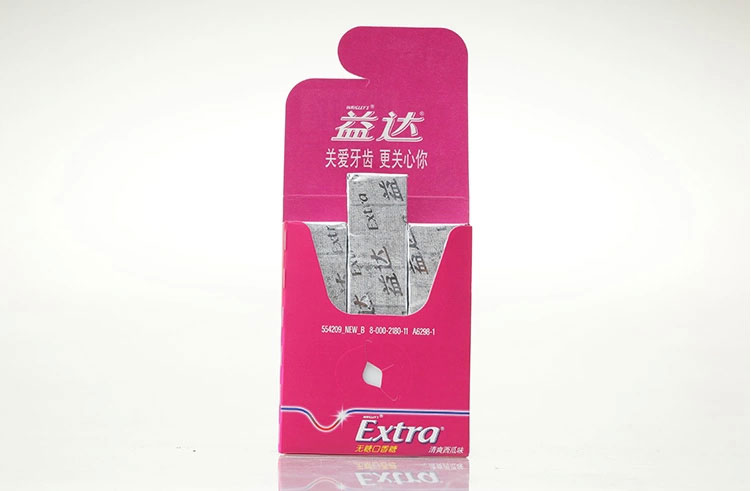 WRIGLEY'S®
益达®
关爱牙齿 更关心你
Extra 益达
Extra 益达
554209_NEW_B 8-000-2180-11 A6298-1
WRIGLEY'S
Extra®
无糖口香糖
清爽西瓜味